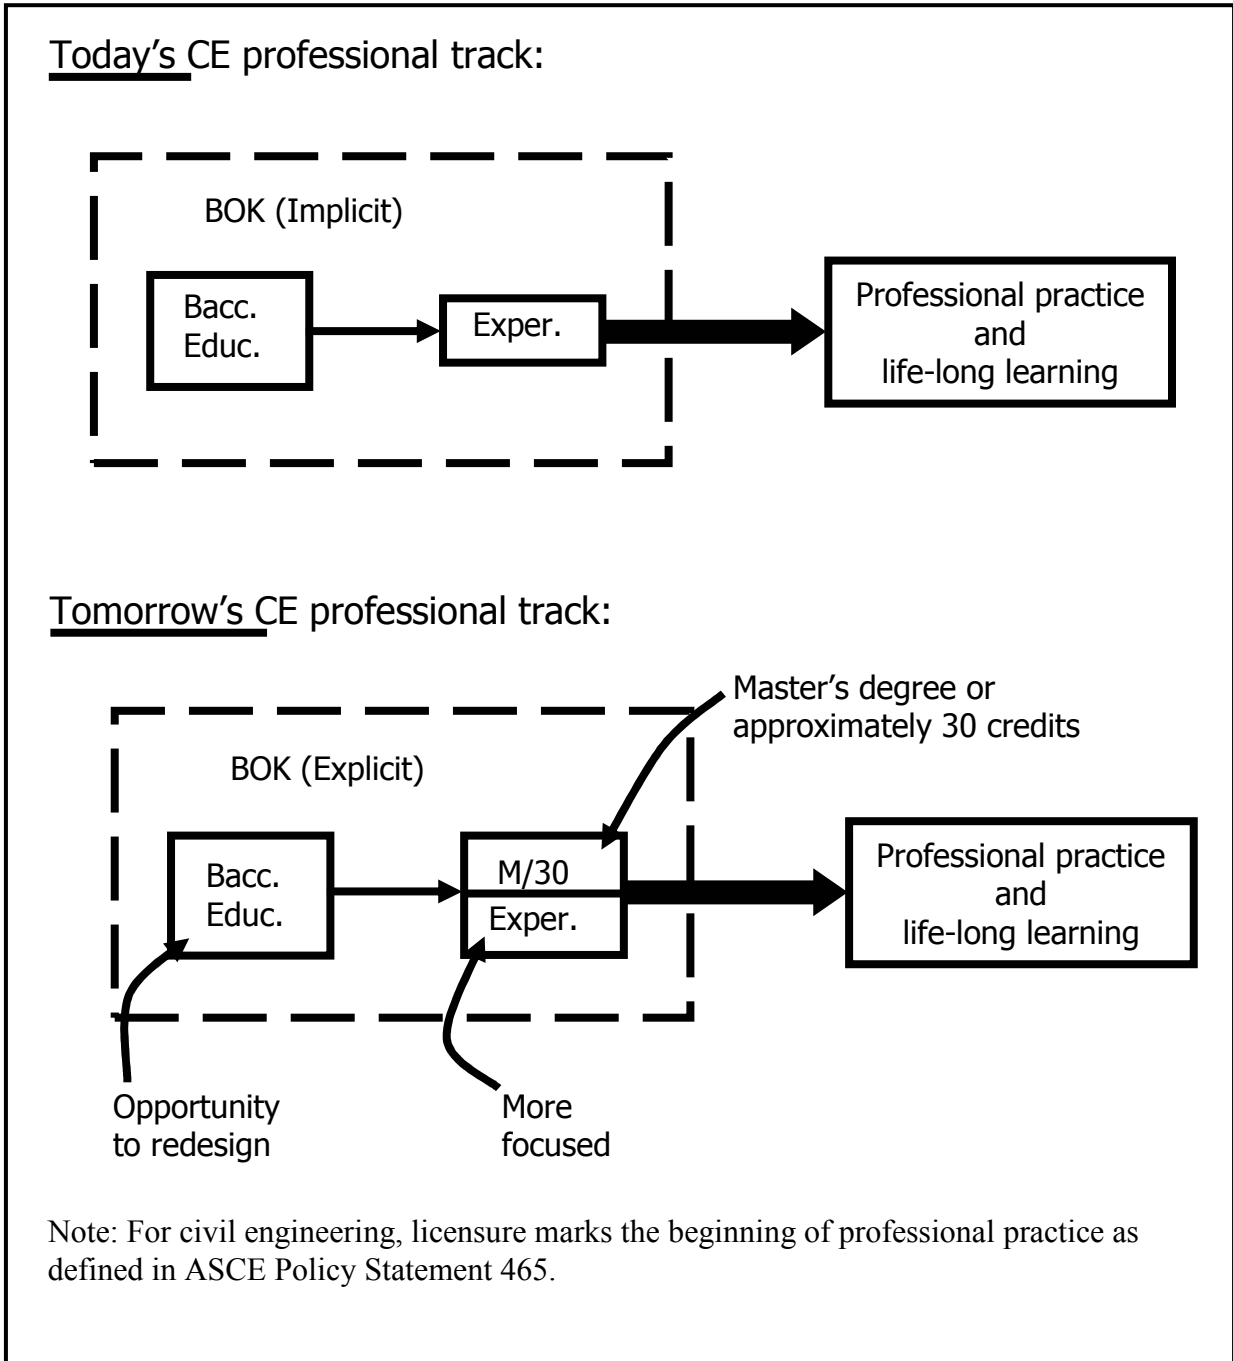 Today's CE professional track:
BOK (Implicit)
Bacc.
Educ.
Exper.
Professional practice
and
life-long learning
Tomorrow's CE professional track:
Master's degree or
approximately 30 credits
BOK (Explicit)
Bacc.
Educ.
M/30
Exper.
Professional practice
and
life-long learning
Opportunity
to redesign
More
focused
Note: For civil engineering, licensure marks the beginning of professional practice as
defined in ASCE Policy Statement 465.